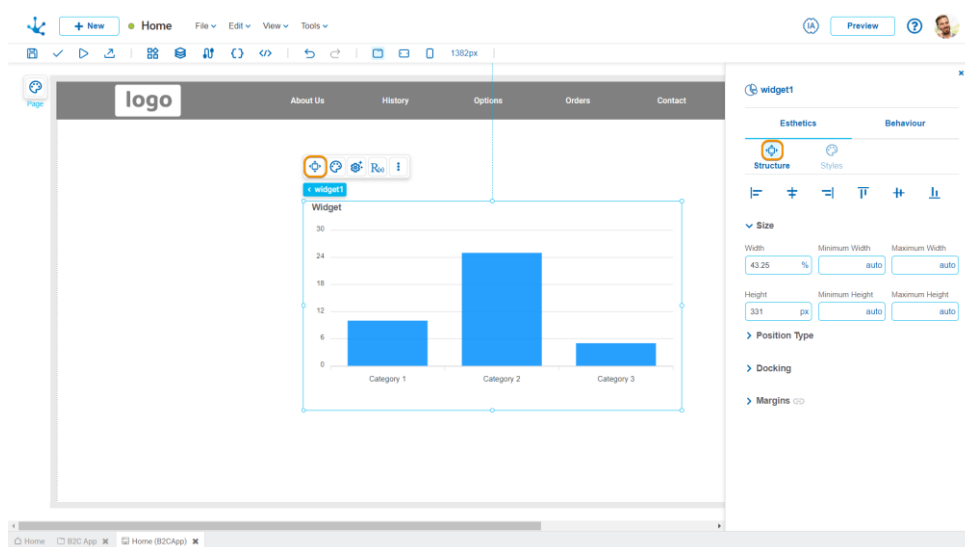 + New
Home
File
Edit
View
Tools
IA
Preview
?
1382px
Page
logo
About Us
History
Options
Orders
Contact
widget1
Widget
30
24
18
12
6
0
Category 1
Category 2
Category 3
widget1
Esthetics
Behaviour
Structure
Styles
Size
Width
Minimum Width
Maximum Width
43.25 %
auto
auto
Height
Minimum Height
Maximum Height
331 px
auto
auto
Position Type
Docking
Margins
Home
B2C App
Home (B2CApp)